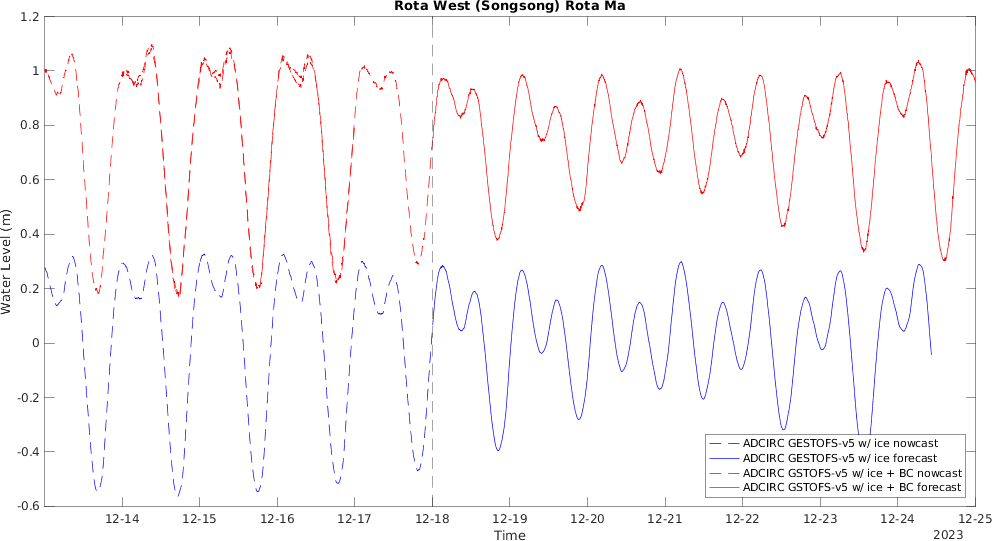 Rota West (Songsong) Rota Ma
1.2
1
0.8
0.6
0.4
0.2
0
-0.2
-0.4
-0.6
Water Level (m)
ADCIRC GESTOFS-v5 w/ ice nowcast
ADCIRC GESTOFS-v5 w/ ice forecast
ADCIRC GSTOFS-v5 w/ ice + BC nowcast
ADCIRC GSTOFS-v5 w/ ice + BC forecast
12-14 12-15 12-16 12-17 12-18 12-19 12-20 12-21 12-22 12-23 12-24 12-25
Time
2023